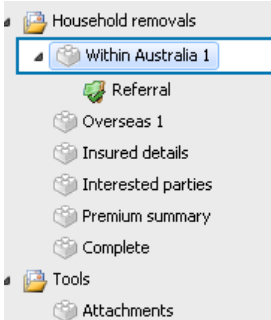 Household removals
Within Australia 1
Referral
Overseas 1
Insured details
Interested parties
Premium summary
Complete
Tools
Attachments